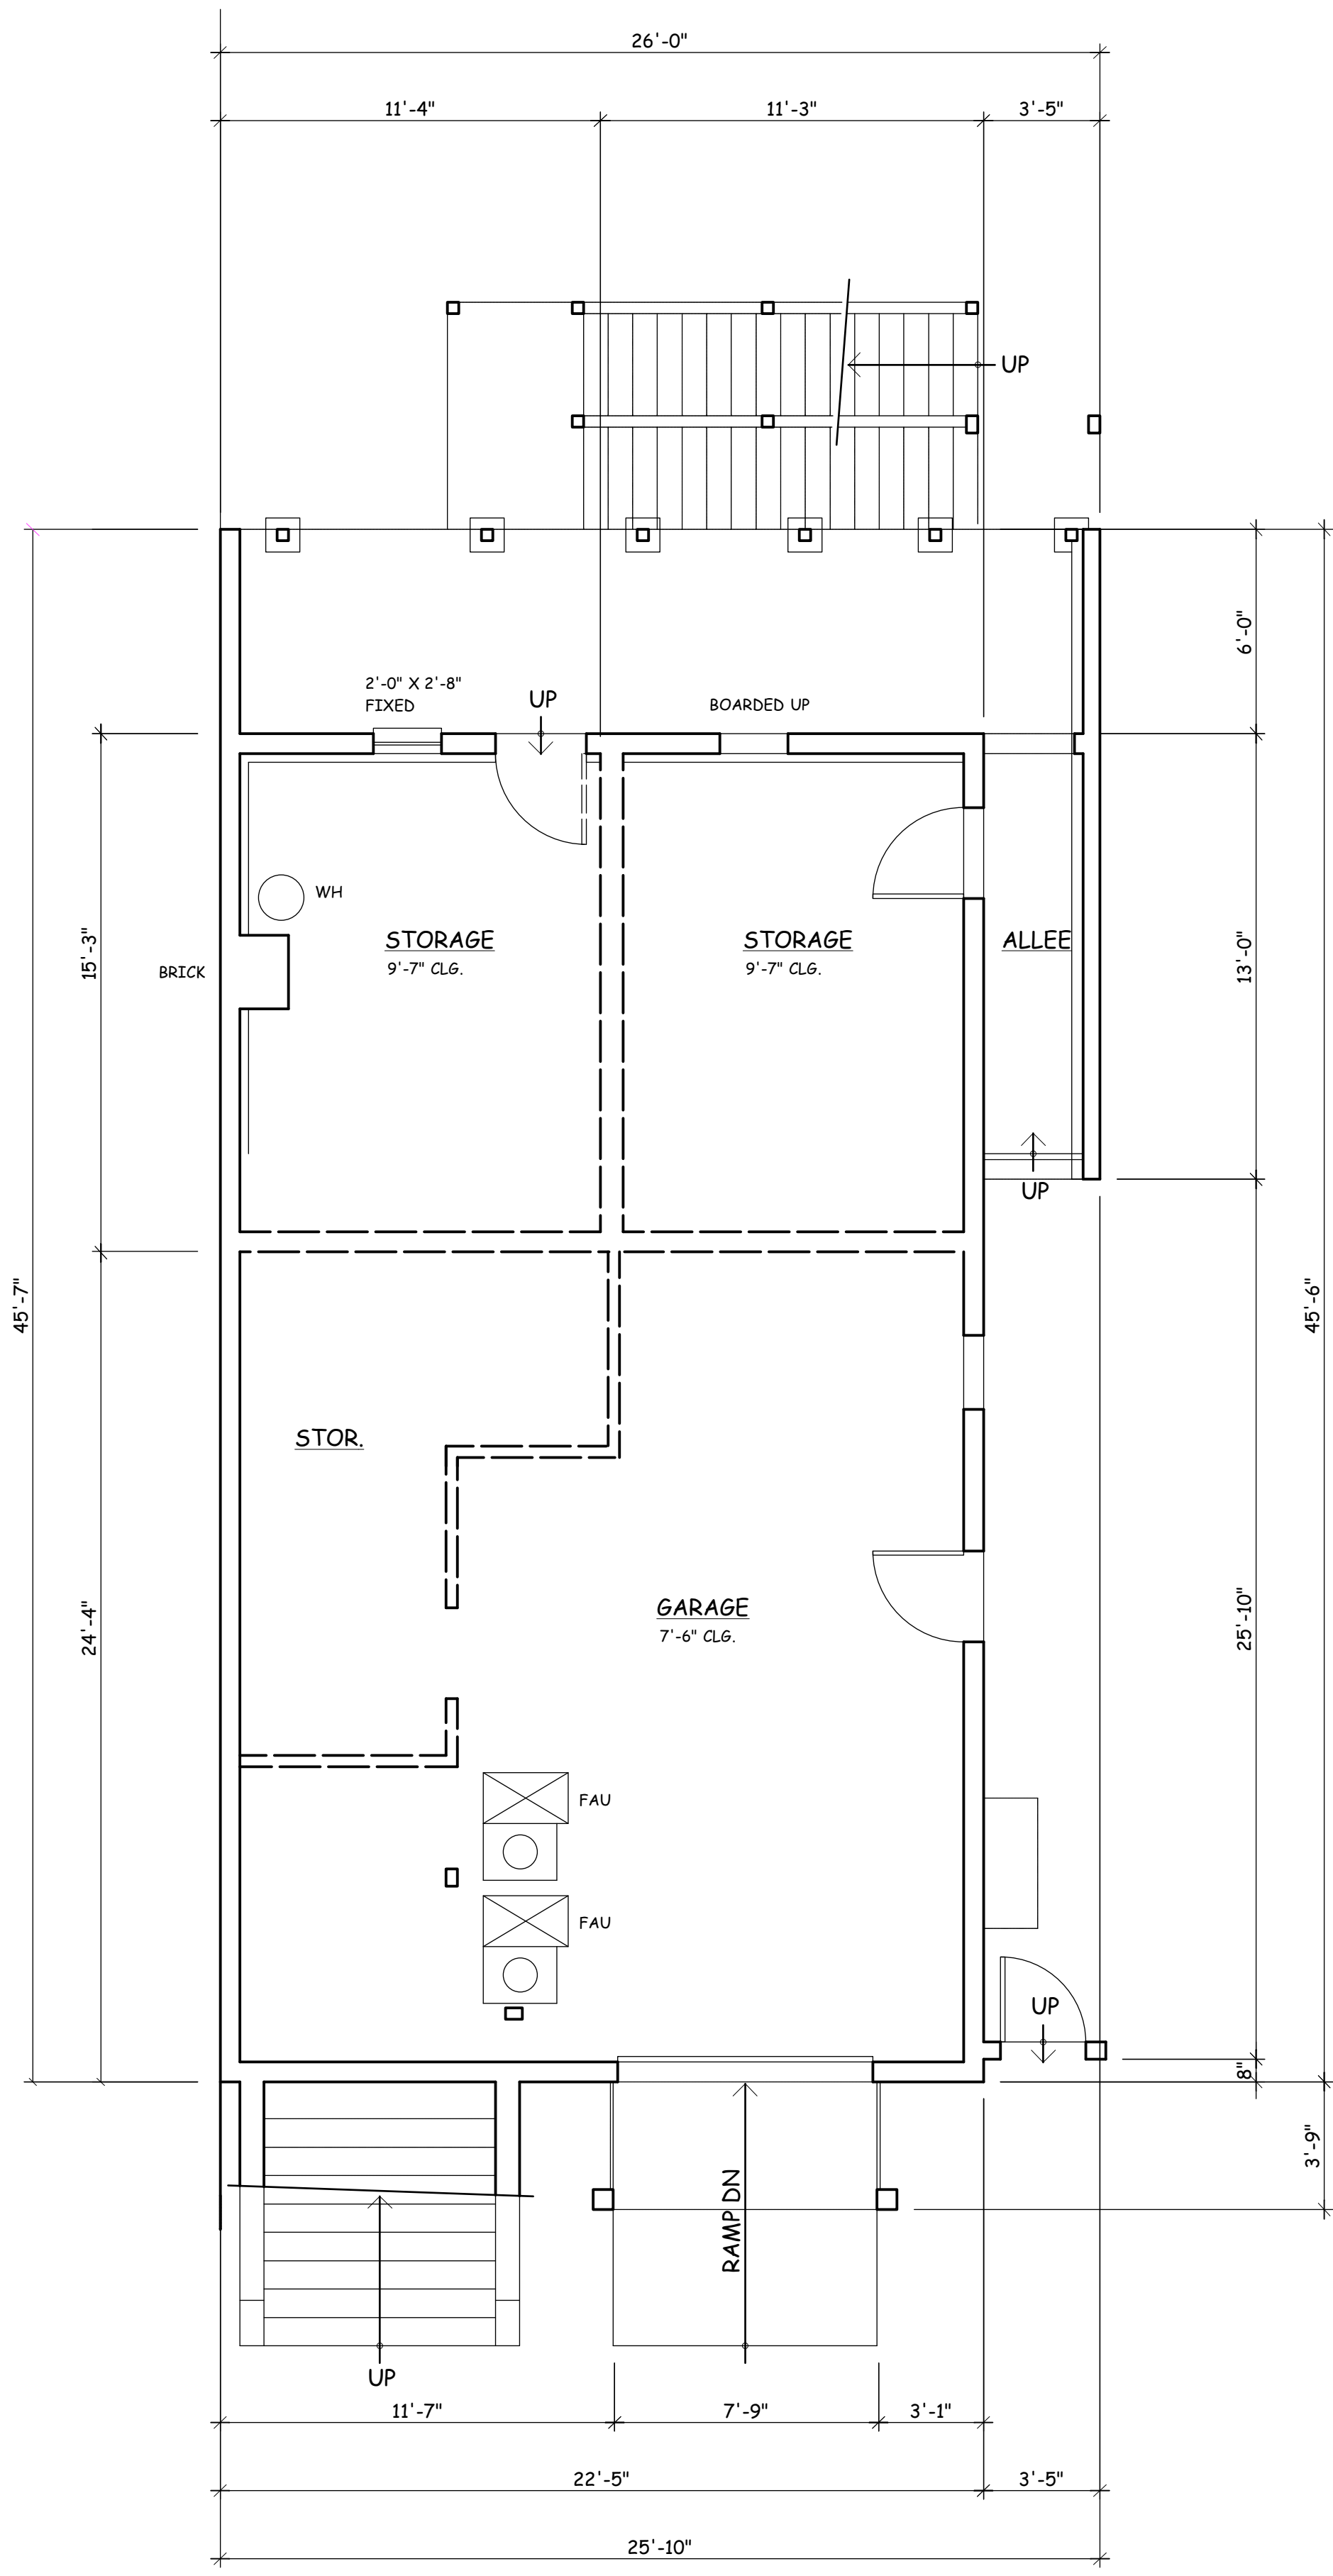 26'-0"
11'-4" 11'-3" 3'-5"
UP
6'-0"
2'-0" X 2'-8"
FIXED
UP
BOARDED UP
WH
STORAGE
9'-7" CLG.
STORAGE
9'-7" CLG.
ALLEE
15'-3"
BRICK
13'-0"
UP
45'-7"
45'-6"
STOR.
24'-4"
GARAGE
7'-6" CLG.
25'-10"
FAU
FAU
UP
8"
3'-9"
RAMP DN
UP
11'-7" 7'-9" 3'-1"
22'-5" 3'-5"
25'-10"